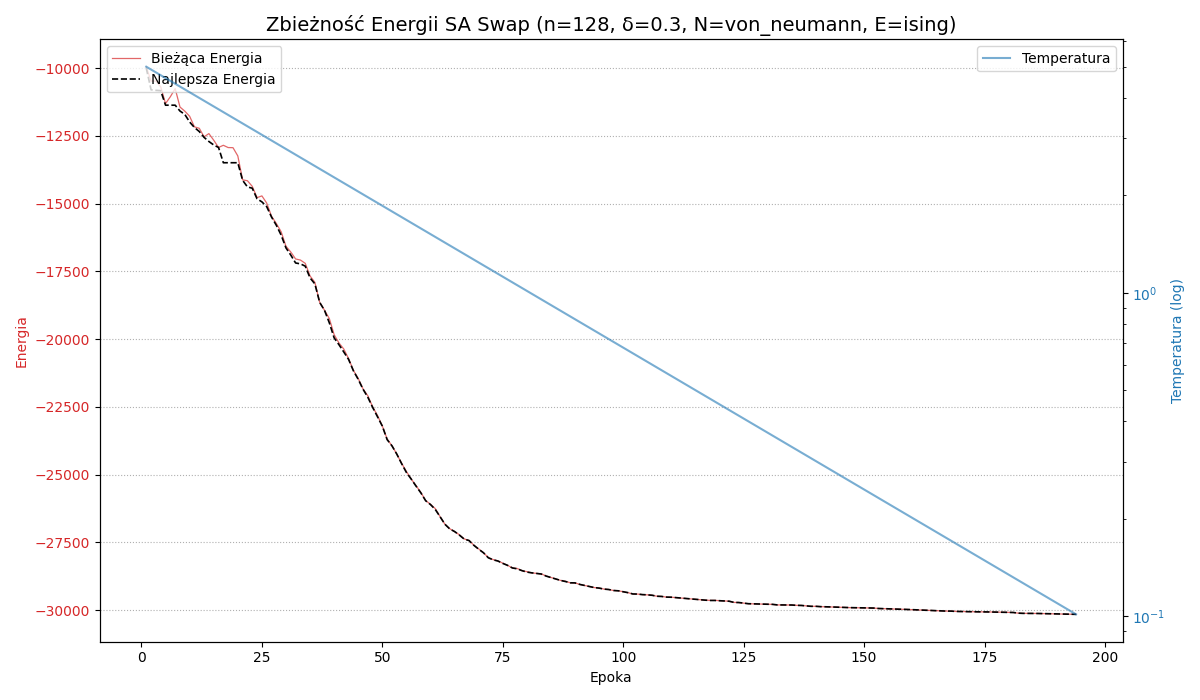 Zbieżność Energii SA Swap (n=128, δ=0.3, N=von_neumann, E=ising)
Bieżąca Energia
Najlepsza Energia
Temperatura
−10000
−12500
−15000
−17500
−20000
−22500
−25000
−27500
−30000
Energia
10⁰
10⁻¹
Temperatura (log)
0 25 50 75 100 125 150 175 200
Epoka